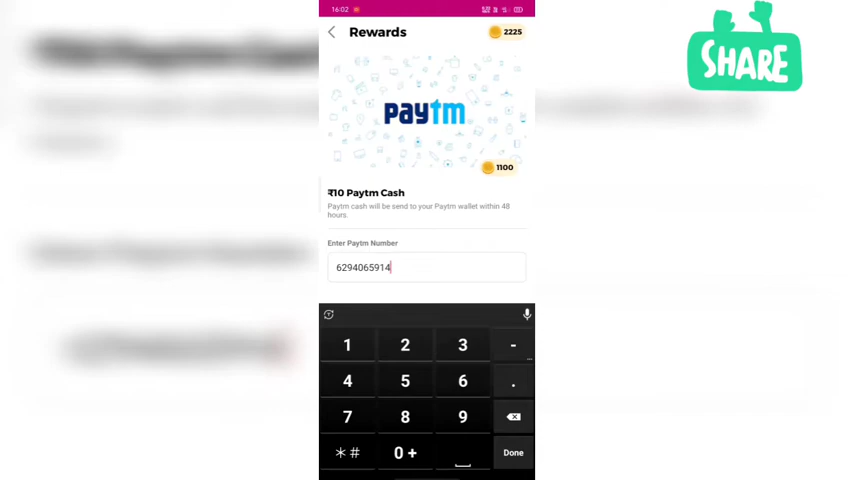 16:02
Rewards
2225
SHARE
paytm
1100
₹10 Paytm Cash
Paytm cash will be send to your Paytm wallet within 48
hours.
Enter Paytm Number
6294065914
1 2 3 -
4 5 6 .
7 8 9
*# 0 + Done